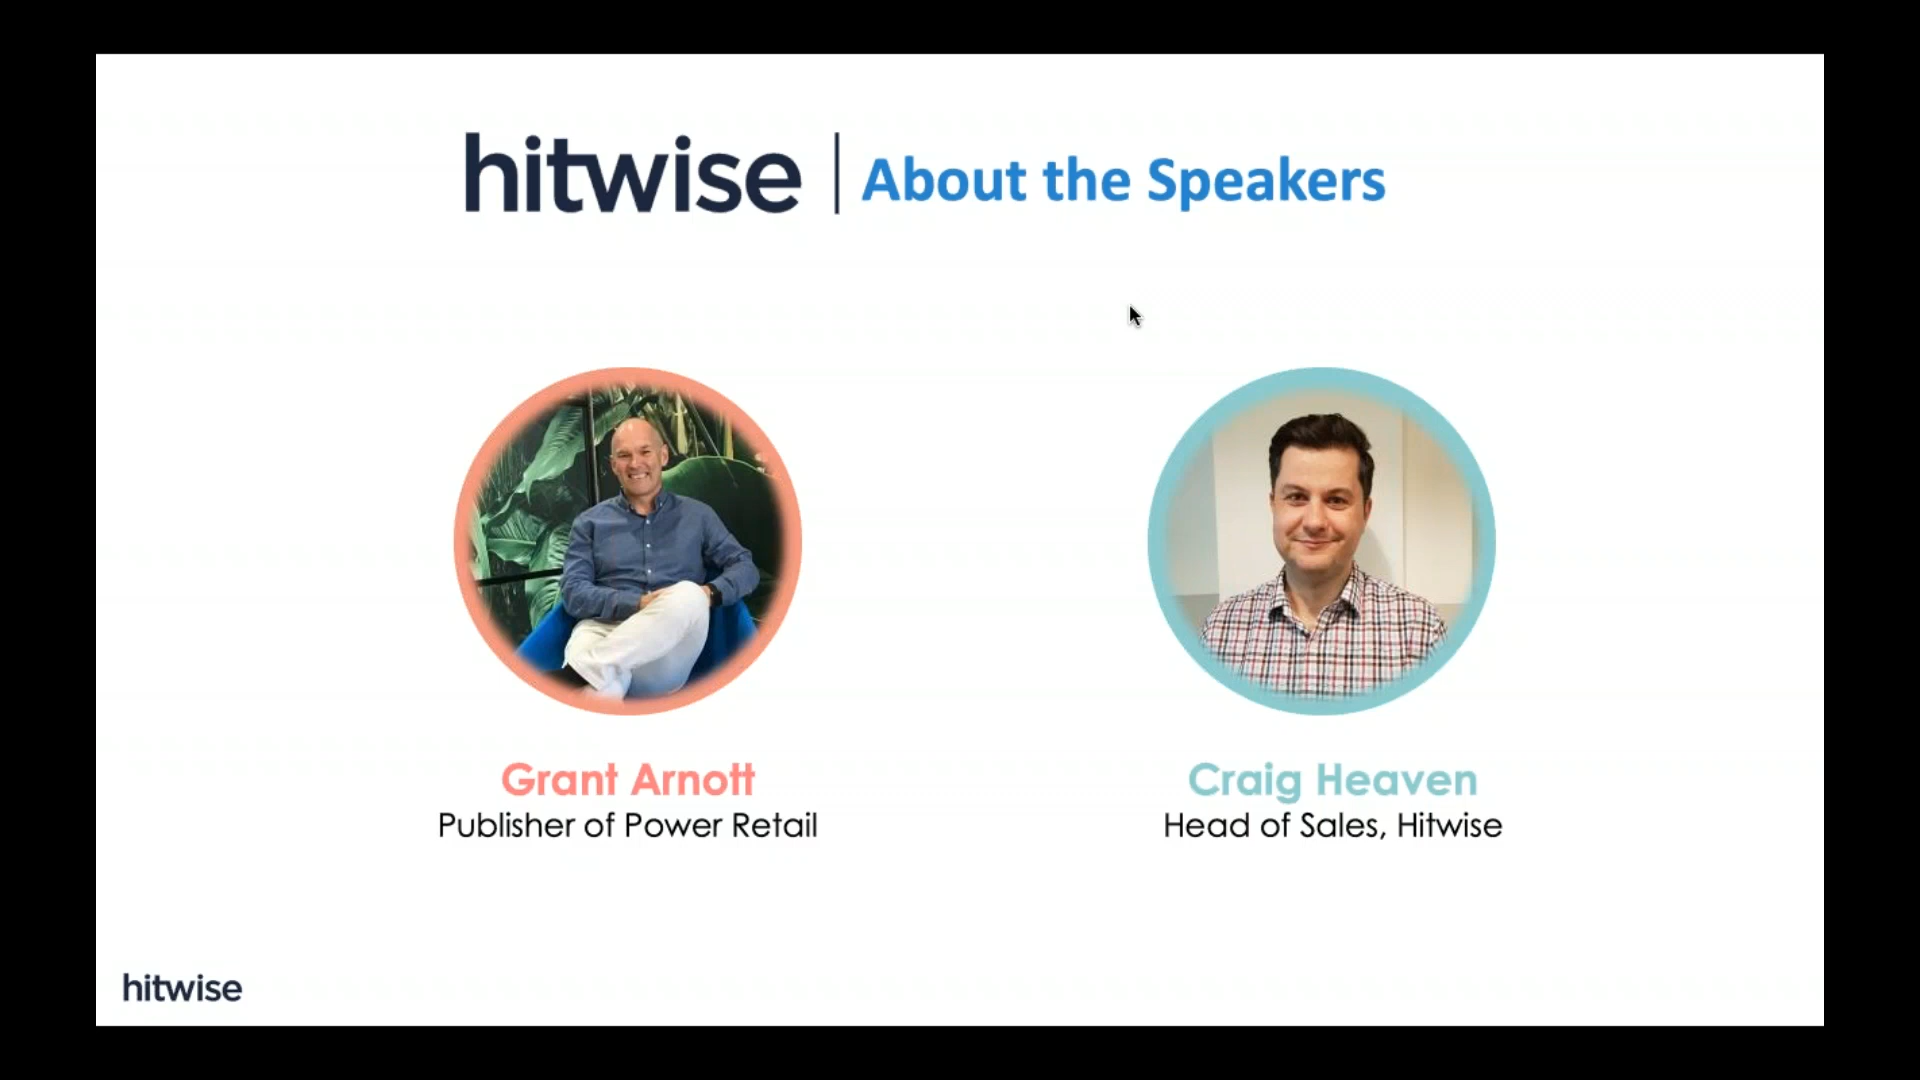 hitwise | About the Speakers
Grant Arnott
Publisher of Power Retail
Craig Heaven
Head of Sales, Hitwise
hitwise